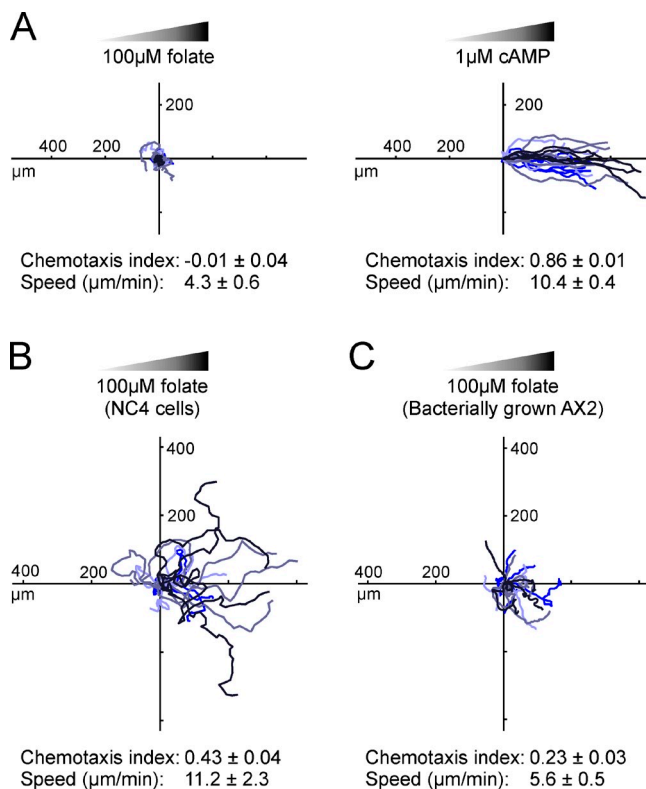 A
100µM folate
1µM cAMP
200
200
400 200
400 200
µm
µm
Chemotaxis index: -0.01 ± 0.04
Speed (µm/min): 4.3 ± 0.6
Chemotaxis index: 0.86 ± 0.01
Speed (µm/min): 10.4 ± 0.4
B
100µM folate
(NC4 cells)
400
200
400 200
µm
Chemotaxis index: 0.43 ± 0.04
Speed (µm/min): 11.2 ± 2.3
C
100µM folate
(Bacterially grown AX2)
400
200
400 200
µm
Chemotaxis index: 0.23 ± 0.03
Speed (µm/min): 5.6 ± 0.5